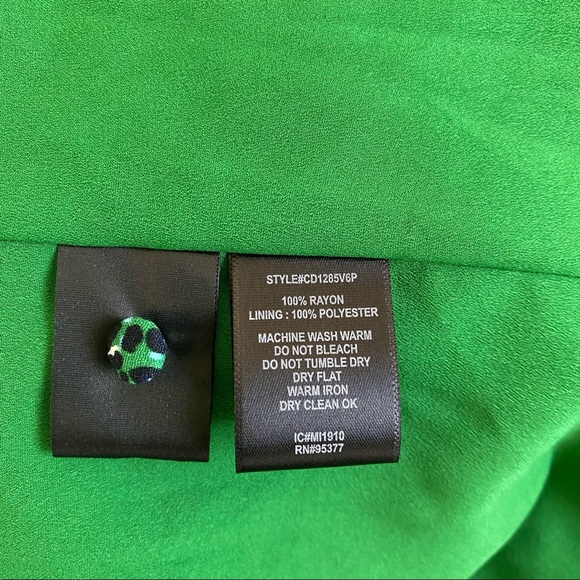 STYLE#CD1285V6P
100% RAYON
LINING : 100% POLYESTER
MACHINE WASH WARM
DO NOT BLEACH
DO NOT TUMBLE DRY
DRY FLAT
WARM IRON
DRY CLEAN OK
IC#MI1910
RN#95377